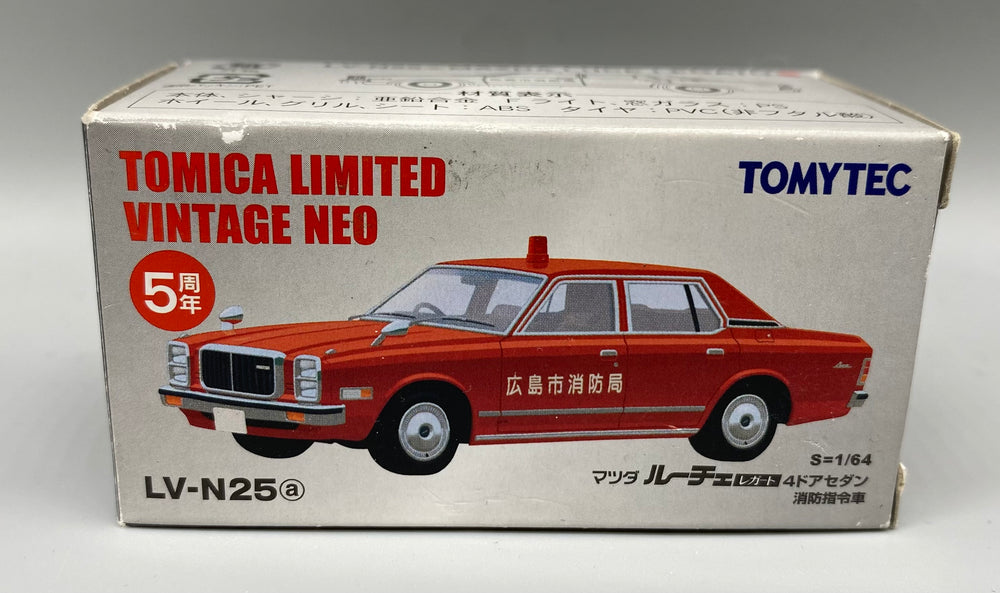 材質表示
本体、シャーシ：亜鉛合金 ドライト、窓ガラス：PS
ホイール、グリル、シート：ABS タイヤ：PVC(非フタル酸)
TOMICA LIMITED
VINTAGE NEO
TOMYTEC
5周年
広島市消防局
S=1/64
LV-N25ⓐ
マツダ ルーチェ レガート 4ドアセダン
消防指令車